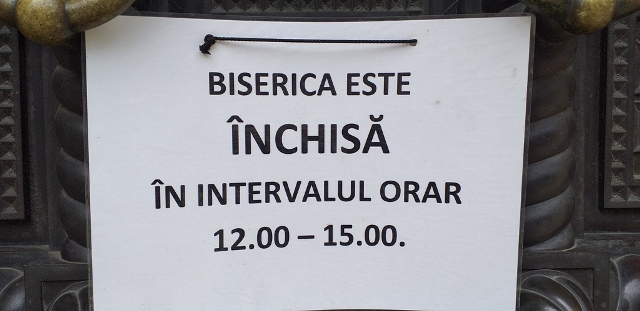 BISERICA ESTE
ÎNCHISĂ
ÎN INTERVALUL ORAR
12.00 – 15.00.